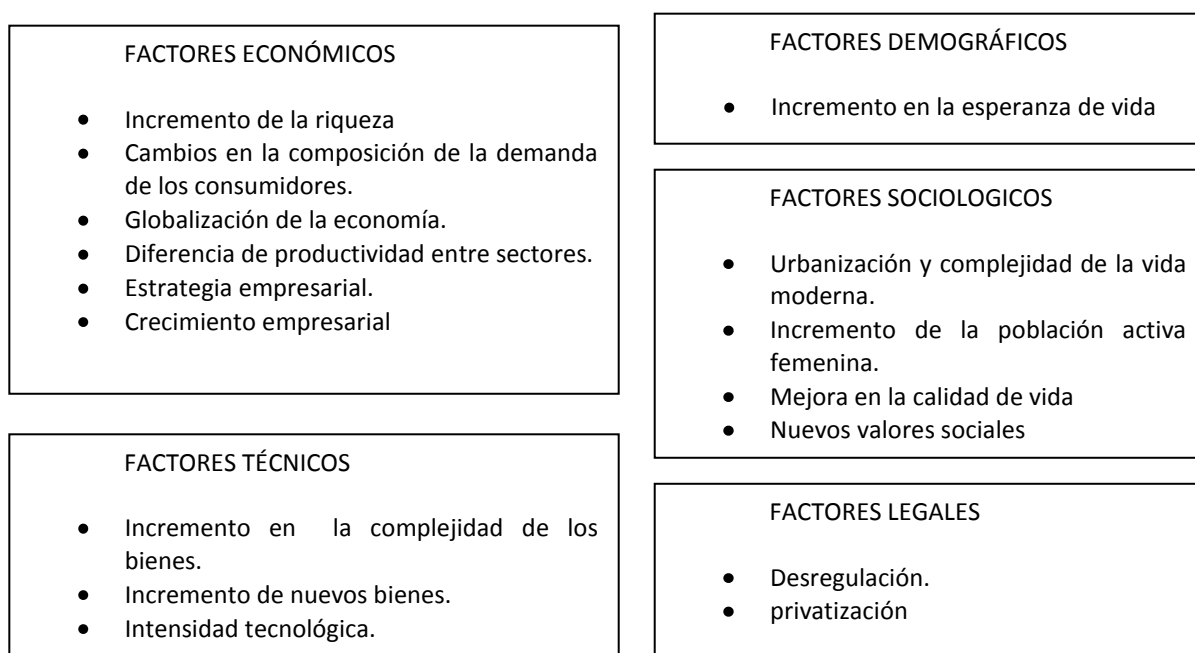 FACTORES ECONÓMICOS
• Incremento de la riqueza
• Cambios en la composición de la demanda
de los consumidores.
• Globalización de la economía.
• Diferencia de productividad entre sectores.
• Estrategia empresarial.
• Crecimiento empresarial
FACTORES TÉCNICOS
• Incremento en la complejidad de los
bienes.
• Incremento de nuevos bienes.
• Intensidad tecnológica.
FACTORES DEMOGRÁFICOS
• Incremento en la esperanza de vida
FACTORES SOCIOLOGICOS
• Urbanización y complejidad de la vida
moderna.
• Incremento de la población activa
femenina.
• Mejora en la calidad de vida
• Nuevos valores sociales
FACTORES LEGALES
• Desregulación.
• privatización